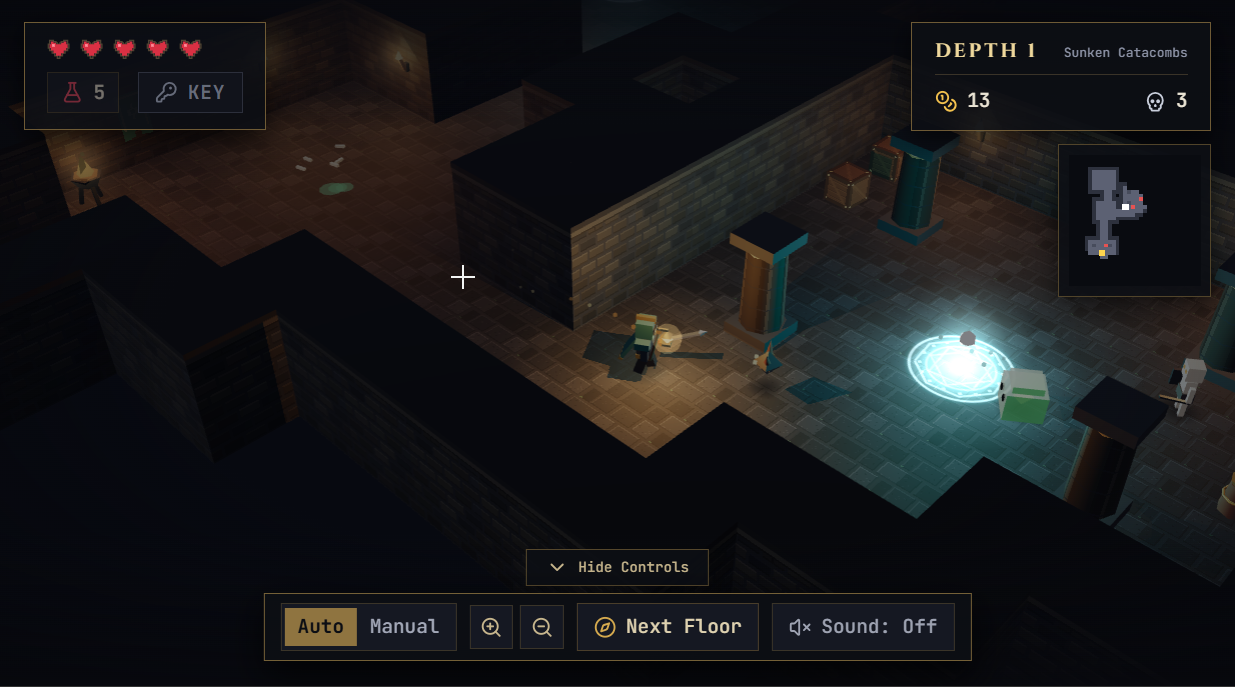 5
KEY
DEPTH 1 Sunken Catacombs
13
3
Hide Controls
Auto Manual Next Floor Sound: Off